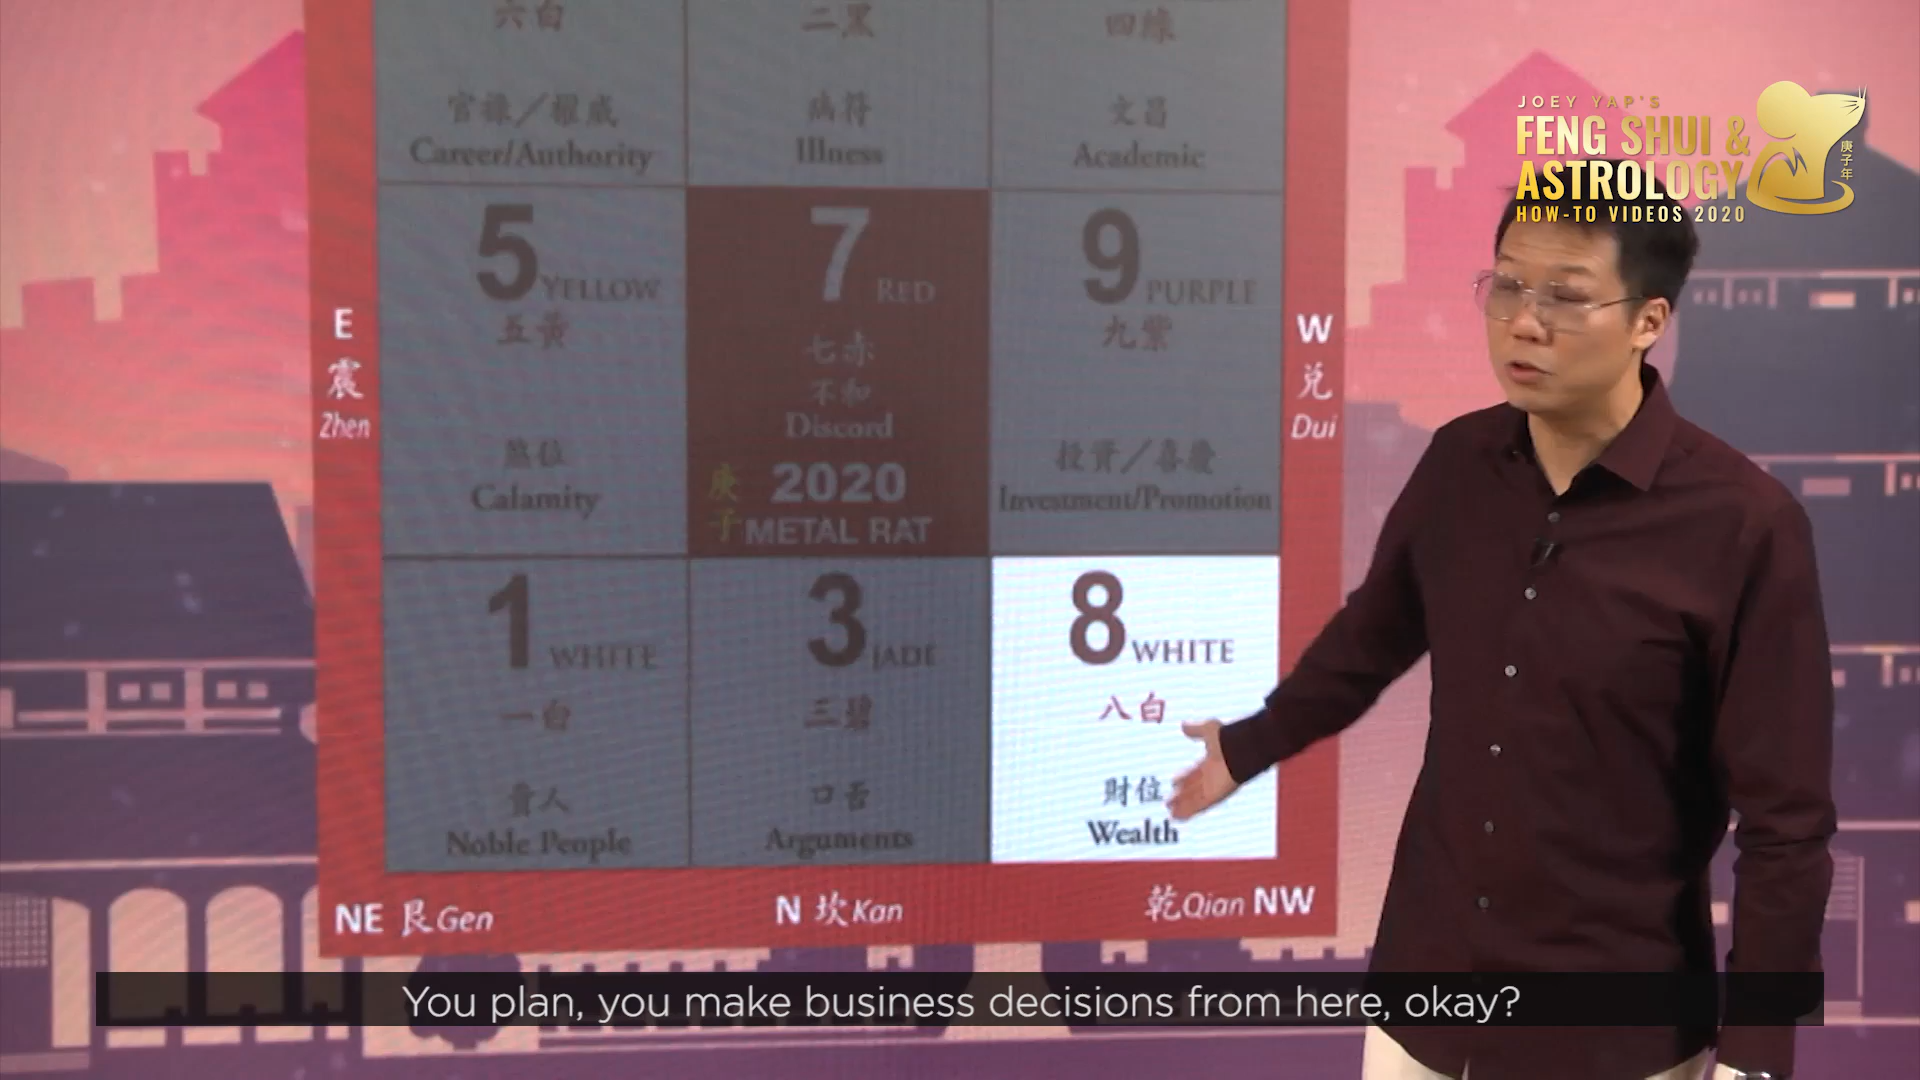 六白
二黑
四綠
官祿／權威
Career/Authority
病符
Illness
文昌
Academic
JOEY YAP'S
FENG SHUI &
ASTROLOGY
HOW-TO VIDEOS 2020
庚子年
E
震
Zhen
5 YELLOW
五黃
煞位
Calamity
7 RED
七赤
不和
Discord
庚子
2020
METAL RAT
9 PURPLE
九紫
投資／喜慶
Investment/Promotion
W
兌
Dui
1 WHITE
一白
貴人
Noble People
3 JADE
三碧
口舌
Arguments
8 WHITE
八白
財位
Wealth
NE 艮 Gen
N 坎 Kan
乾 Qian NW
You plan, you make business decisions from here, okay?